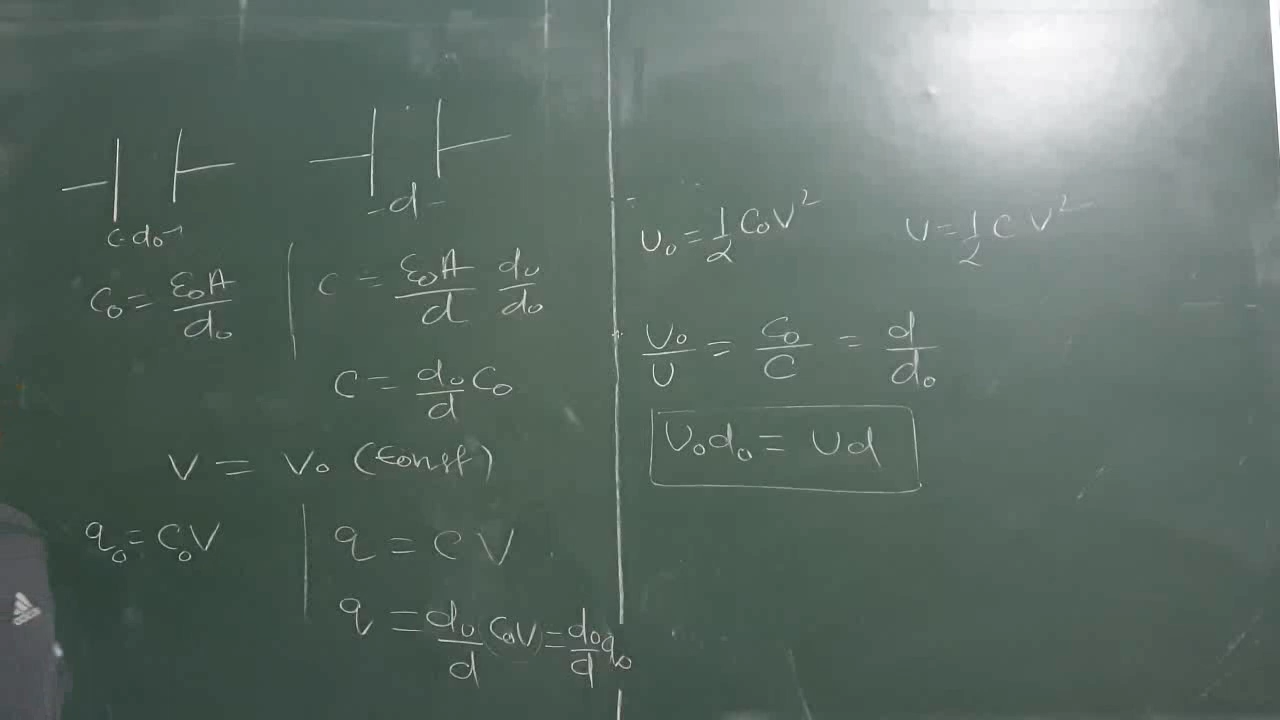 d₀
d
C₀ = ε₀A/d₀
C = ε₀A/d d₀/d₀
C = d₀/d C₀
V = V₀ (const)
q₀ = C₀V
q = CV
q = d₀/d (C₀V) = d₀/d q₀
U₀ = 1/2 C₀V²
U = 1/2 C V²
U₀/U = C₀/C = d/d₀
U₀d₀ = Ud